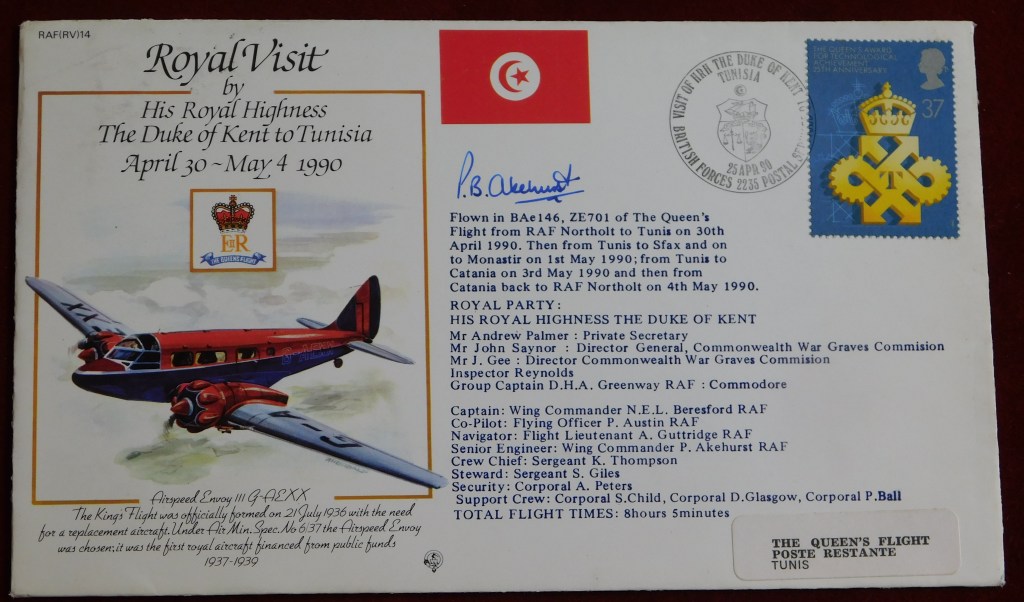 RAF(RV)14
Royal Visit
by
His Royal Highness
The Duke of Kent to Tunisia
April 30 ~ May 4 1990
EIIR
THE QUEEN'S FLIGHT
G-AEXX
Airspeed Envoy III G-AEXX
The King's Flight was officially formed on 21 July 1936 with the need
for a replacement aircraft. Under Air Min. Spec. No 6·37 the Airspeed Envoy
was chosen; it was the first royal aircraft financed from public funds
1937-1939
VISIT OF HRH THE DUKE OF KENT TO
TUNISIA
25 APR 90
BRITISH FORCES 2235 POSTAL
THE QUEEN'S AWARD
FOR TECHNOLOGICAL
ACHIEVEMENT
25TH ANNIVERSARY
37
T
P.B. Akehurst
Flown in BAe146, ZE701 of The Queen's
Flight from RAF Northolt to Tunis on 30th
April 1990. Then from Tunis to Sfax and on
to Monastir on 1st May 1990; from Tunis to
Catania on 3rd May 1990 and then from
Catania back to RAF Northolt on 4th May 1990.
ROYAL PARTY:
HIS ROYAL HIGHNESS THE DUKE OF KENT
Mr Andrew Palmer : Private Secretary
Mr John Saynor : Director General, Commonwealth War Graves Commision
Mr J. Gee : Director Commonwealth War Graves Commision
Inspector Reynolds
Group Captain D.H.A. Greenway RAF : Commodore
Captain: Wing Commander N.E.L. Beresford RAF
Co-Pilot: Flying Officer P. Austin RAF
Navigator: Flight Lieutenant A. Guttridge RAF
Senior Engineer: Wing Commander P. Akehurst RAF
Crew Chief: Sergeant K. Thompson
Steward: Sergeant S. Giles
Security: Corporal A. Peters
Support Crew: Corporal S.Child, Corporal D.Glasgow, Corporal P.Ball
TOTAL FLIGHT TIMES: 8hours 5minutes
THE QUEEN'S FLIGHT
POSTE RESTANTE
TUNIS